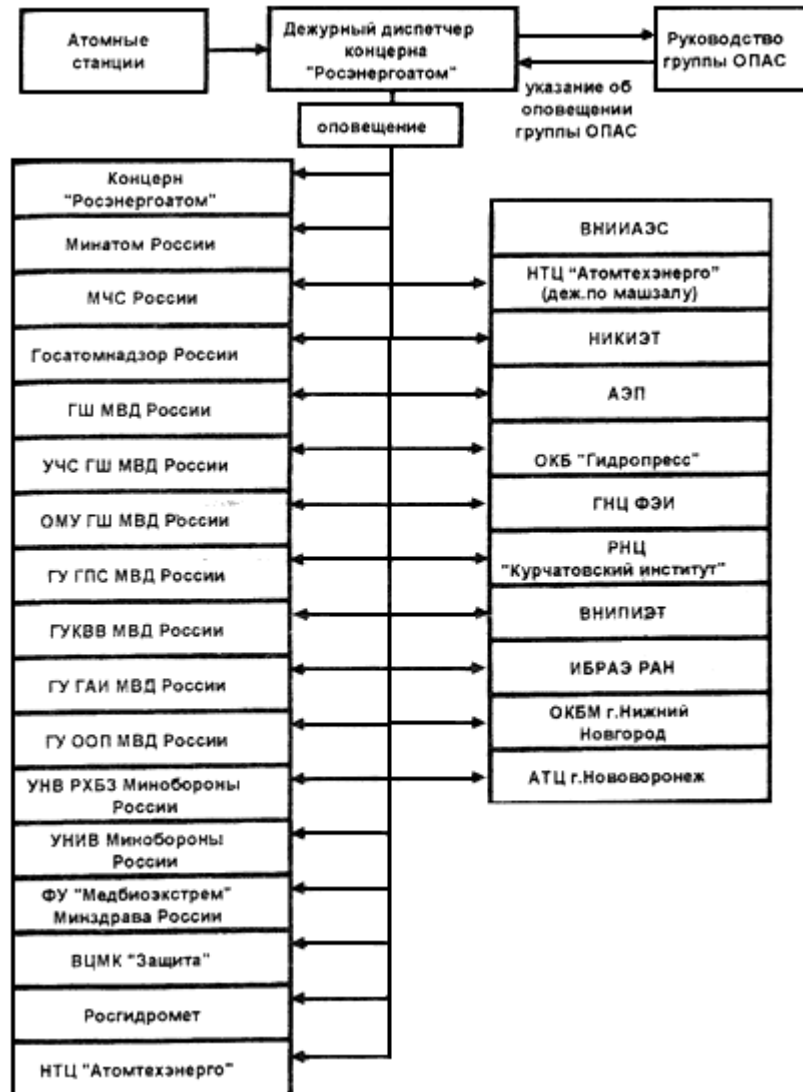 Атомные
станции
Дежурный диспетчер
концерна
"Росэнергоатом"
Руководство
группы ОПАС
указание об
оповещении
группы ОПАС
оповещение
Концерн
"Росэнергоатом"
Минатом России
МЧС России
Госатомнадзор России
ГШ МВД России
УЧС ГШ МВД России
ОМУ ГШ МВД России
ГУ ГПС МВД России
ГУКВВ МВД России
ГУ ГАИ МВД России
ГУ ООП МВД России
УНВ РХБЗ Минобороны
России
УНИВ Минобороны
России
ФУ "Медбиоэкстрем"
Минздрава России
ВЦМК "Защита"
Росгидромет
НТЦ "Атомтехэнерго"
ВНИИАЭС
НТЦ "Атомтехэнерго"
(деж.по машзалу)
НИКИЭТ
АЭП
ОКБ "Гидропресс"
ГНЦ ФЭИ
РНЦ
"Курчатовский институт"
ВНИПИЭТ
ИБРАЭ РАН
ОКБМ г.Нижний
Новгород
АТЦ г.Нововоронеж